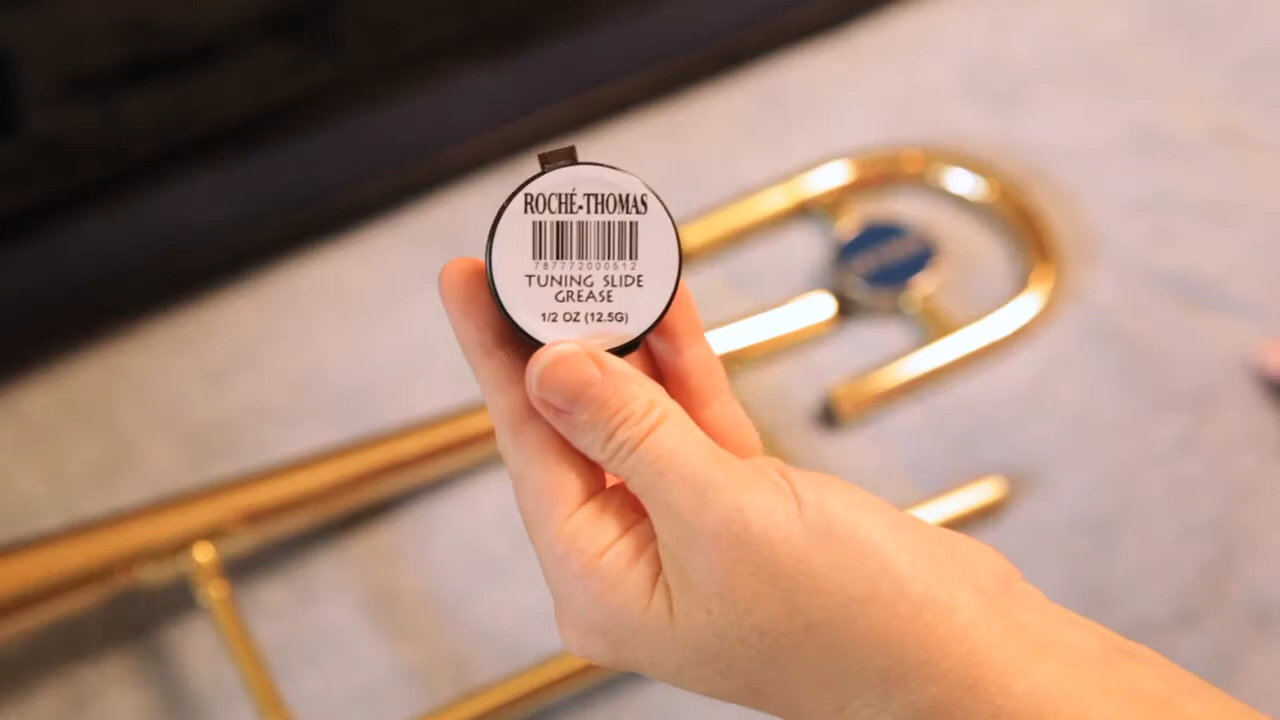 ROCHÉ-THOMAS
787772000512
TUNING SLIDE
GREASE
1/2 OZ (12.5G)